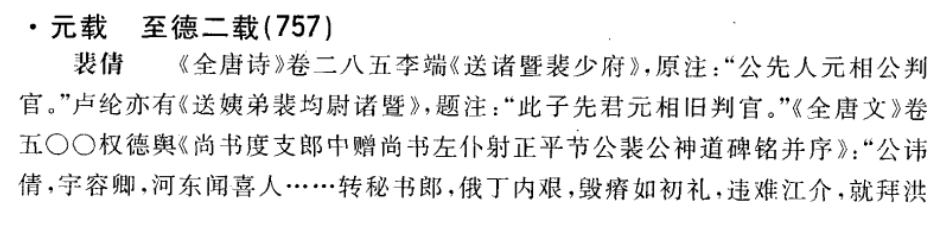 ·元载　至德二载(757)
裴倩　《全唐诗》卷二八五李端《送诸暨裴少府》,原注:“公先人元相公判
官。”卢纶亦有《送姨弟裴均尉诸暨》,题注:“此子先君元相旧判官。”《全唐文》卷
五〇〇权德舆《尚书度支郎中赠尚书左仆射正平节公裴公神道碑铭并序》:“公讳
倩,字容卿,河东闻喜人……转秘书郎,俄丁内艰,毁瘠如初礼,违难江介,就拜洪